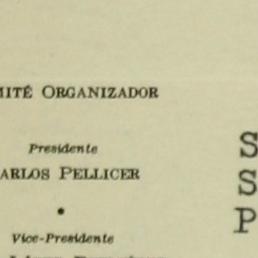 MITÉ ORGANIZADOR
Presidente
ARLOS PELLICER
•
Vice-Presidente
S
S
P